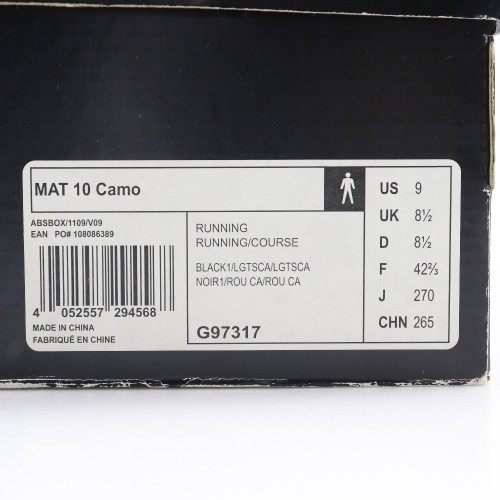 MAT 10 Camo
ABSBOX/1109/V09
EAN PO# 108086389
4 052557 294568
MADE IN CHINA
FABRIQUÉ EN CHINE
RUNNING
RUNNING/COURSE
BLACK1/LGTSCA/LGTSCA
NOIR1/ROU CA/ROU CA
G97317
US 9
UK 8½
D 8½
F 42⅔
J 270
CHN 265